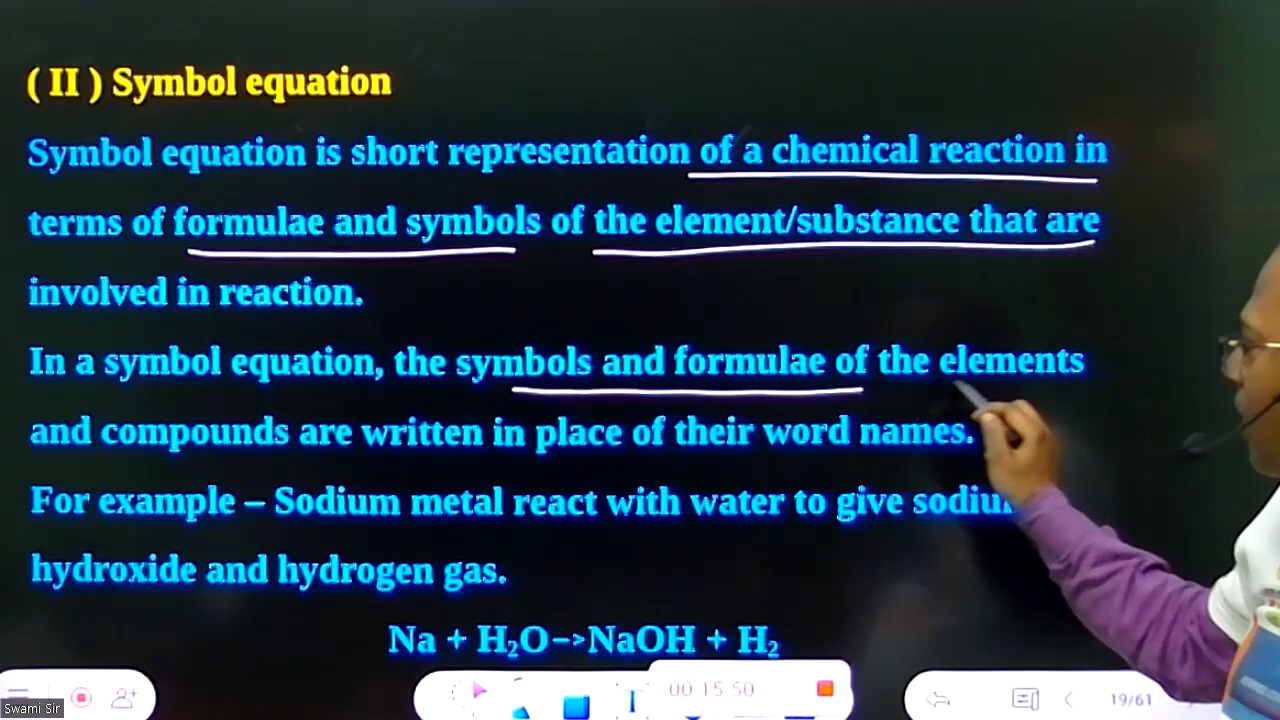 ( II ) Symbol equation
Symbol equation is short representation of a chemical reaction in
terms of formulae and symbols of the element/substance that are
involved in reaction.
In a symbol equation, the symbols and formulae of the elements
and compounds are written in place of their word names.
For example – Sodium metal react with water to give
hydroxide and hydrogen gas.
Na + H₂O–>NaOH + H₂
T
00 15 50
19/61
Swami Sir